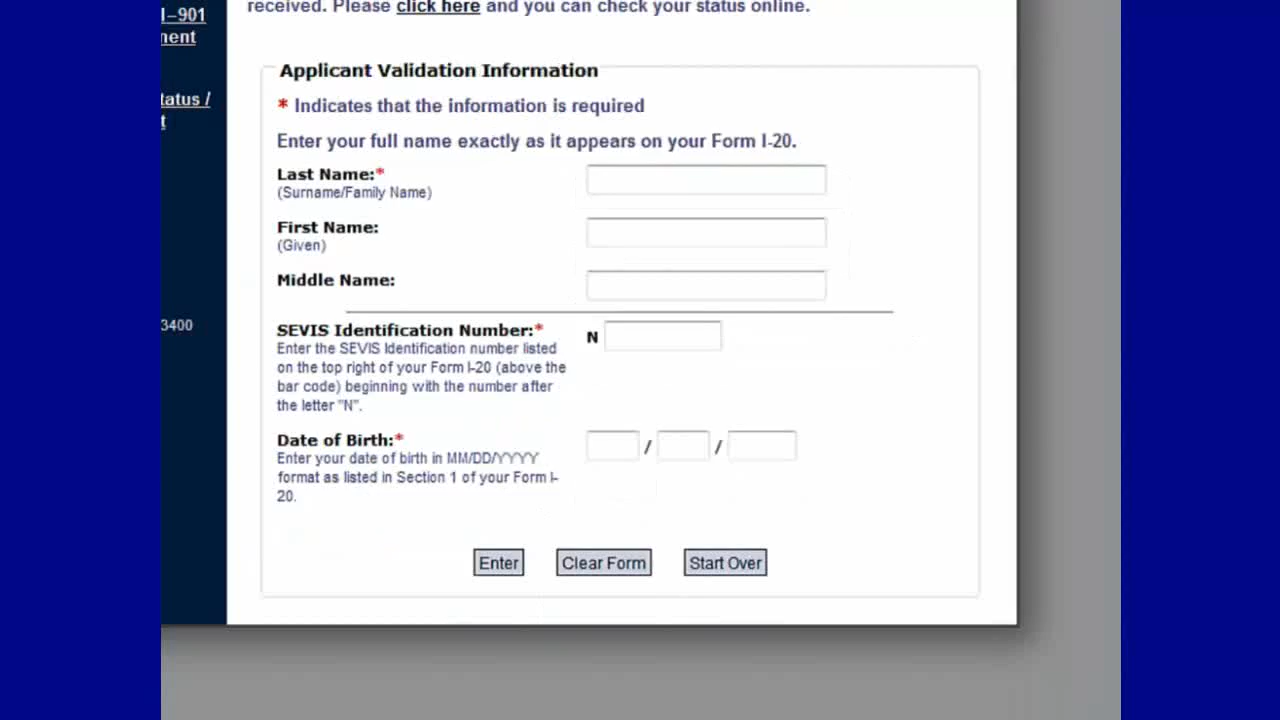 received. Please click here and you can check your status online.
I-901
ment
tatus /
t
3400
Applicant Validation Information
* Indicates that the information is required
Enter your full name exactly as it appears on your Form I-20.
Last Name:*
(Surname/Family Name)
First Name:
(Given)
Middle Name:
SEVIS Identification Number:*
N
Enter the SEVIS Identification number listed
on the top right of your Form I-20 (above the
bar code) beginning with the number after
the letter "N".
Date of Birth:*
/ /
Enter your date of birth in MM/DD/YYYY
format as listed in Section 1 of your Form I-
20.
Enter Clear Form Start Over